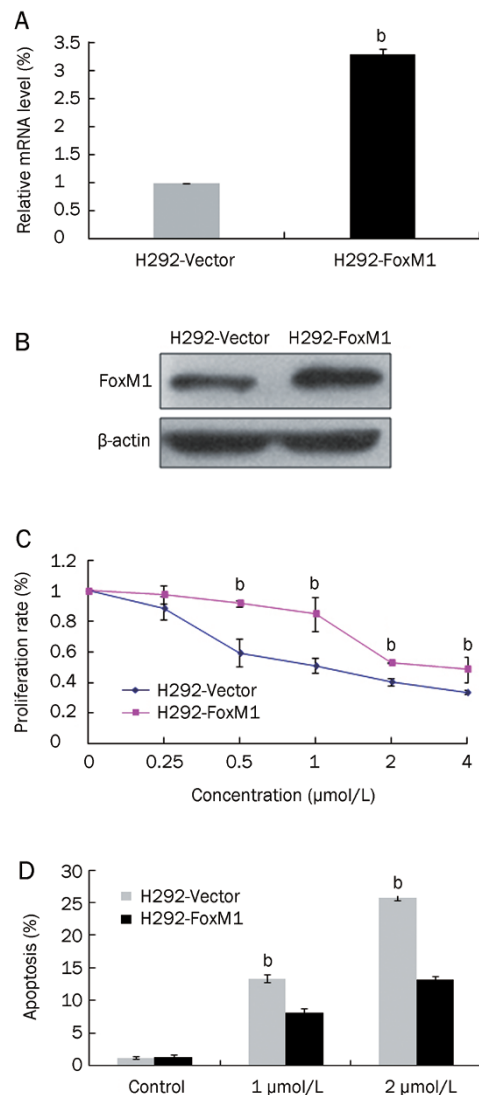 A
Relative mRNA level (%)
3.5
3
2.5
2
1.5
1
0.5
0
b
H292-Vector H292-FoxM1
B
H292-Vector H292-FoxM1
FoxM1
β-actin
C
Proliferation rate (%)
1.2
1
0.8
0.6
0.4
0.2
0
b b b b
H292-Vector
H292-FoxM1
0 0.25 0.5 1 2 4
Concentration (μmol/L)
D
Apoptosis (%)
30
25
20
15
10
5
0
H292-Vector
H292-FoxM1
b
b
Control 1 μmol/L 2 μmol/L